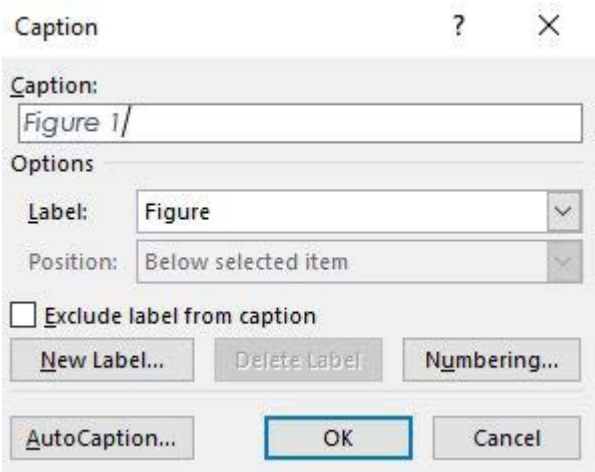 Caption ?
Caption:
Figure 1
Options
Label: Figure
Position: Below selected item
Exclude label from caption
New Label... Delete Label Numbering...
AutoCaption... OK Cancel